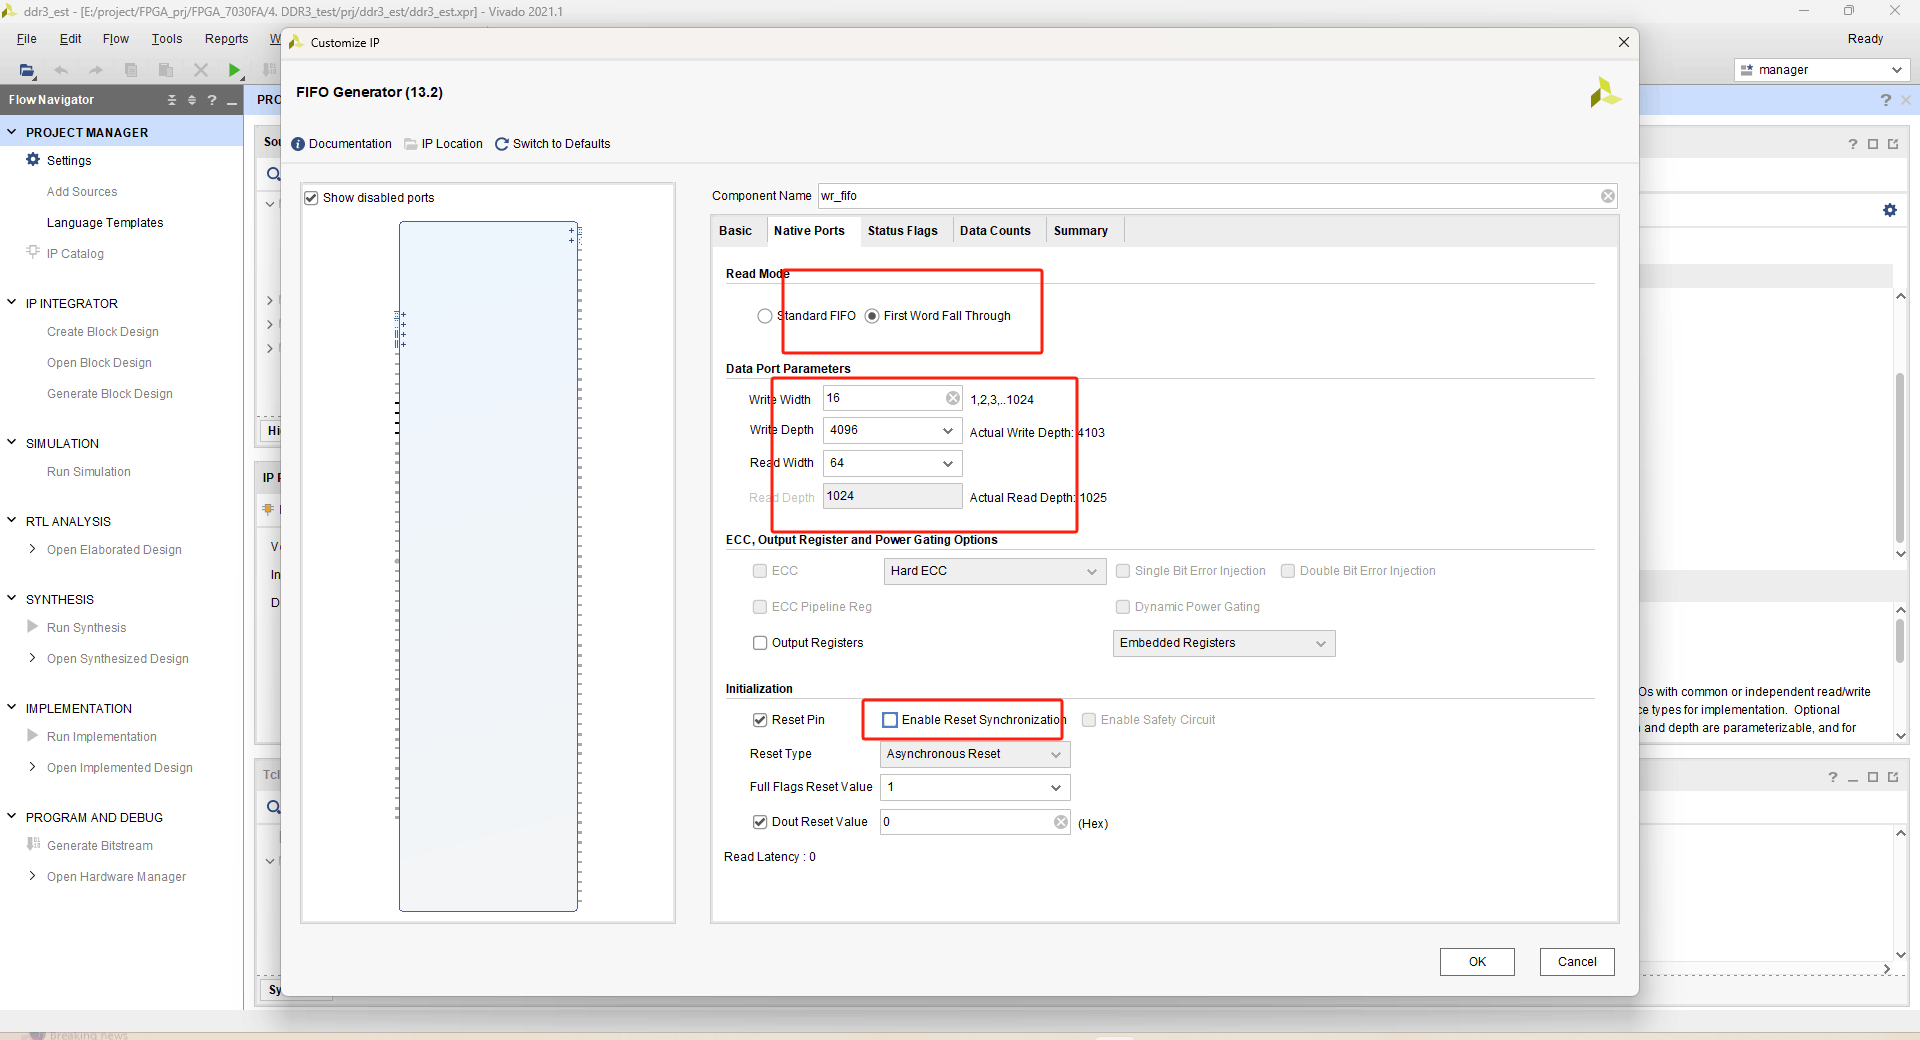 ddr3_est - [E:/project/FPGA_prj/FPGA_7030FA/4. DDR3_test/prj/ddr3_est/ddr3_est.xpr] - Vivado 2021.1
File Edit Flow Tools Reports W
Ready
manager
Flow Navigator
PROJECT MANAGER
Settings
Add Sources
Language Templates
IP Catalog
IP INTEGRATOR
Create Block Design
Open Block Design
Generate Block Design
SIMULATION
Run Simulation
RTL ANALYSIS
Open Elaborated Design
SYNTHESIS
Run Synthesis
Open Synthesized Design
IMPLEMENTATION
Run Implementation
Open Implemented Design
PROGRAM AND DEBUG
Generate Bitstream
Open Hardware Manager
PRO
Sou
Hi
IP P
In
D
Tcl
Sy
Customize IP
FIFO Generator (13.2)
Documentation IP Location Switch to Defaults
Show disabled ports
Component Name wr_fifo
Basic Native Ports Status Flags Data Counts Summary
Read Mode
Standard FIFO First Word Fall Through
Data Port Parameters
Write Width 16 1,2,3,..1024
Write Depth 4096 Actual Write Depth: 4103
Read Width 64
Read Depth 1024 Actual Read Depth: 1025
ECC, Output Register and Power Gating Options
ECC Hard ECC Single Bit Error Injection Double Bit Error Injection
ECC Pipeline Reg Dynamic Power Gating
Output Registers Embedded Registers
Initialization
Reset Pin Enable Reset Synchronization Enable Safety Circuit
Reset Type Asynchronous Reset
Full Flags Reset Value 1
Dout Reset Value 0 (Hex)
Read Latency : 0
OK Cancel
Os with common or independent read/write
ce types for implementation. Optional
and depth are parameterizable, and for
Breaking news